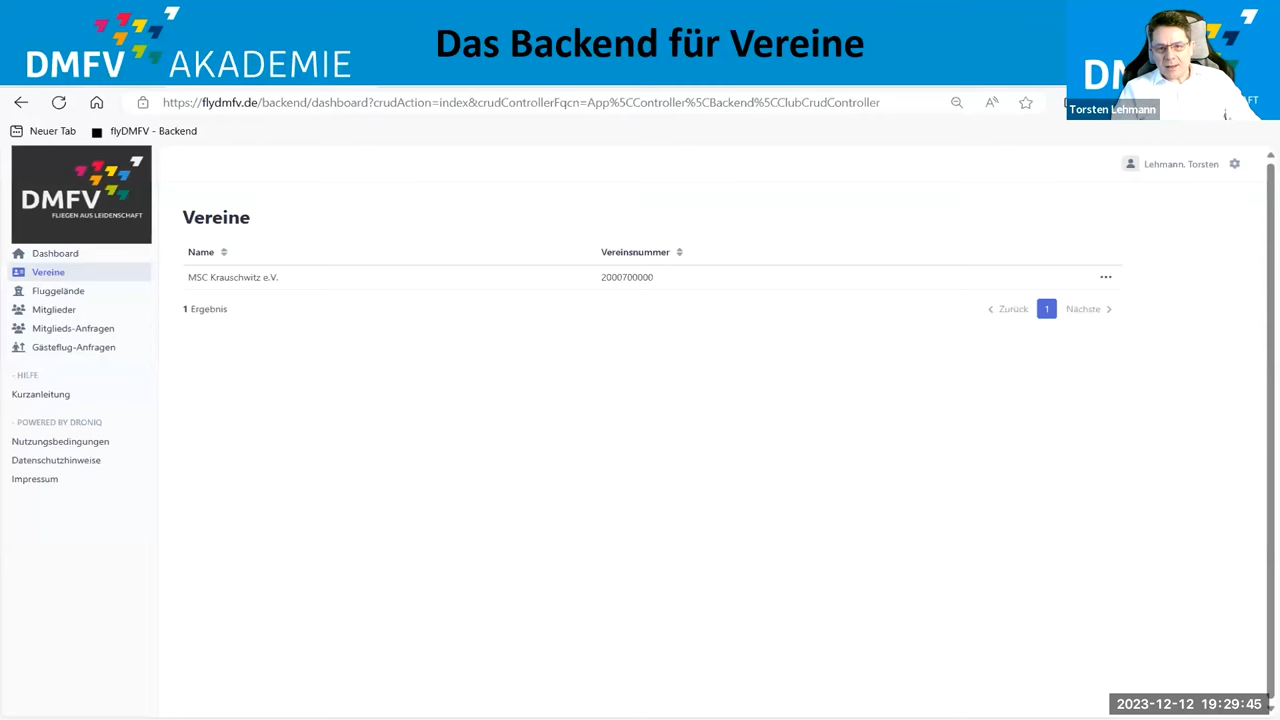 DMFV AKADEMIE
Das Backend für Vereine
DM
FT
Torsten Lehmann
https://flydmfv.de/backend/dashboard?crudAction=index&crudControllerFqcn=App%5CController%5CBackend%5CClubCrudController
Neuer Tab
flyDMFV - Backend
DMFV
FLIEGEN AUS LEIDENSCHAFT
Lehmann, Torsten
Dashboard
Vereine
Fluggelände
Mitglieder
Mitglieds-Anfragen
Gästeflug-Anfragen
- HILFE
Kurzanleitung
- POWERED BY DRONIQ
Nutzungsbedingungen
Datenschutzhinweise
Impressum
Vereine
Name Vereinsnummer
MSC Krauschwitz e.V. 2000700000 ...
1 Ergebnis
Zurück 1 Nächste
2023-12-12 19:29:45